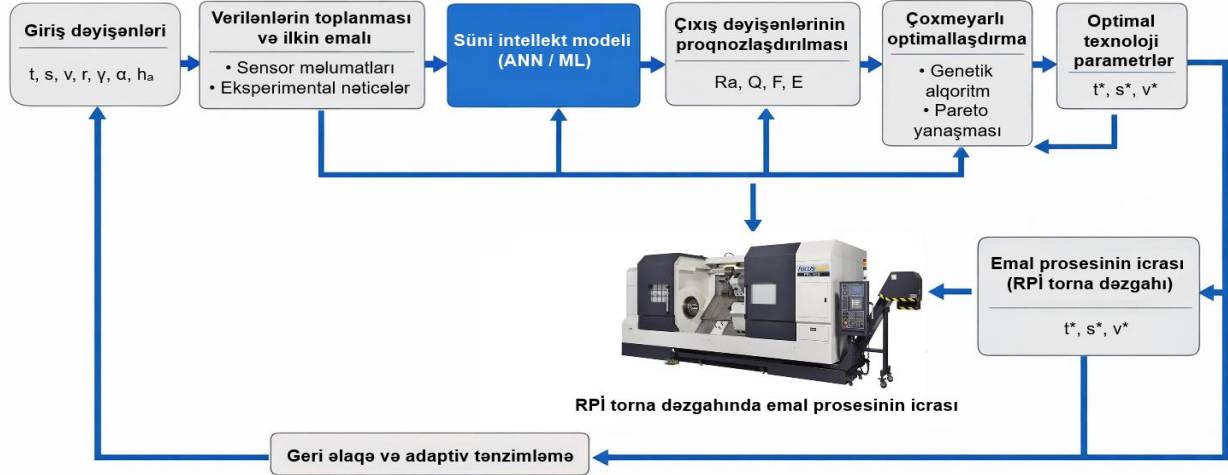 Giriş dəyişənləri
t, s, v, r, γ, α, hₐ
Verilənlərin toplanması
və ilkin emalı
• Sensor məlumatları
• Eksperimental nəticələr
Süni intellekt modeli
(ANN / ML)
Çıxış dəyişənlərinin
proqnozlaşdırılması
Ra, Q, F, E
Çoxmeyarlı
optimallaşdırma
• Genetik
alqoritm
• Pareto
yanaşması
Optimal
texnoloji
parametrlər
t*, s*, v*
Emal prosesinin icrası
(RPİ torna dəzgahı)
t*, s*, v*
FOCUS
RPİ torna dəzgahında emal prosesinin icrası
Geri əlaqə və adaptiv tənzimləmə